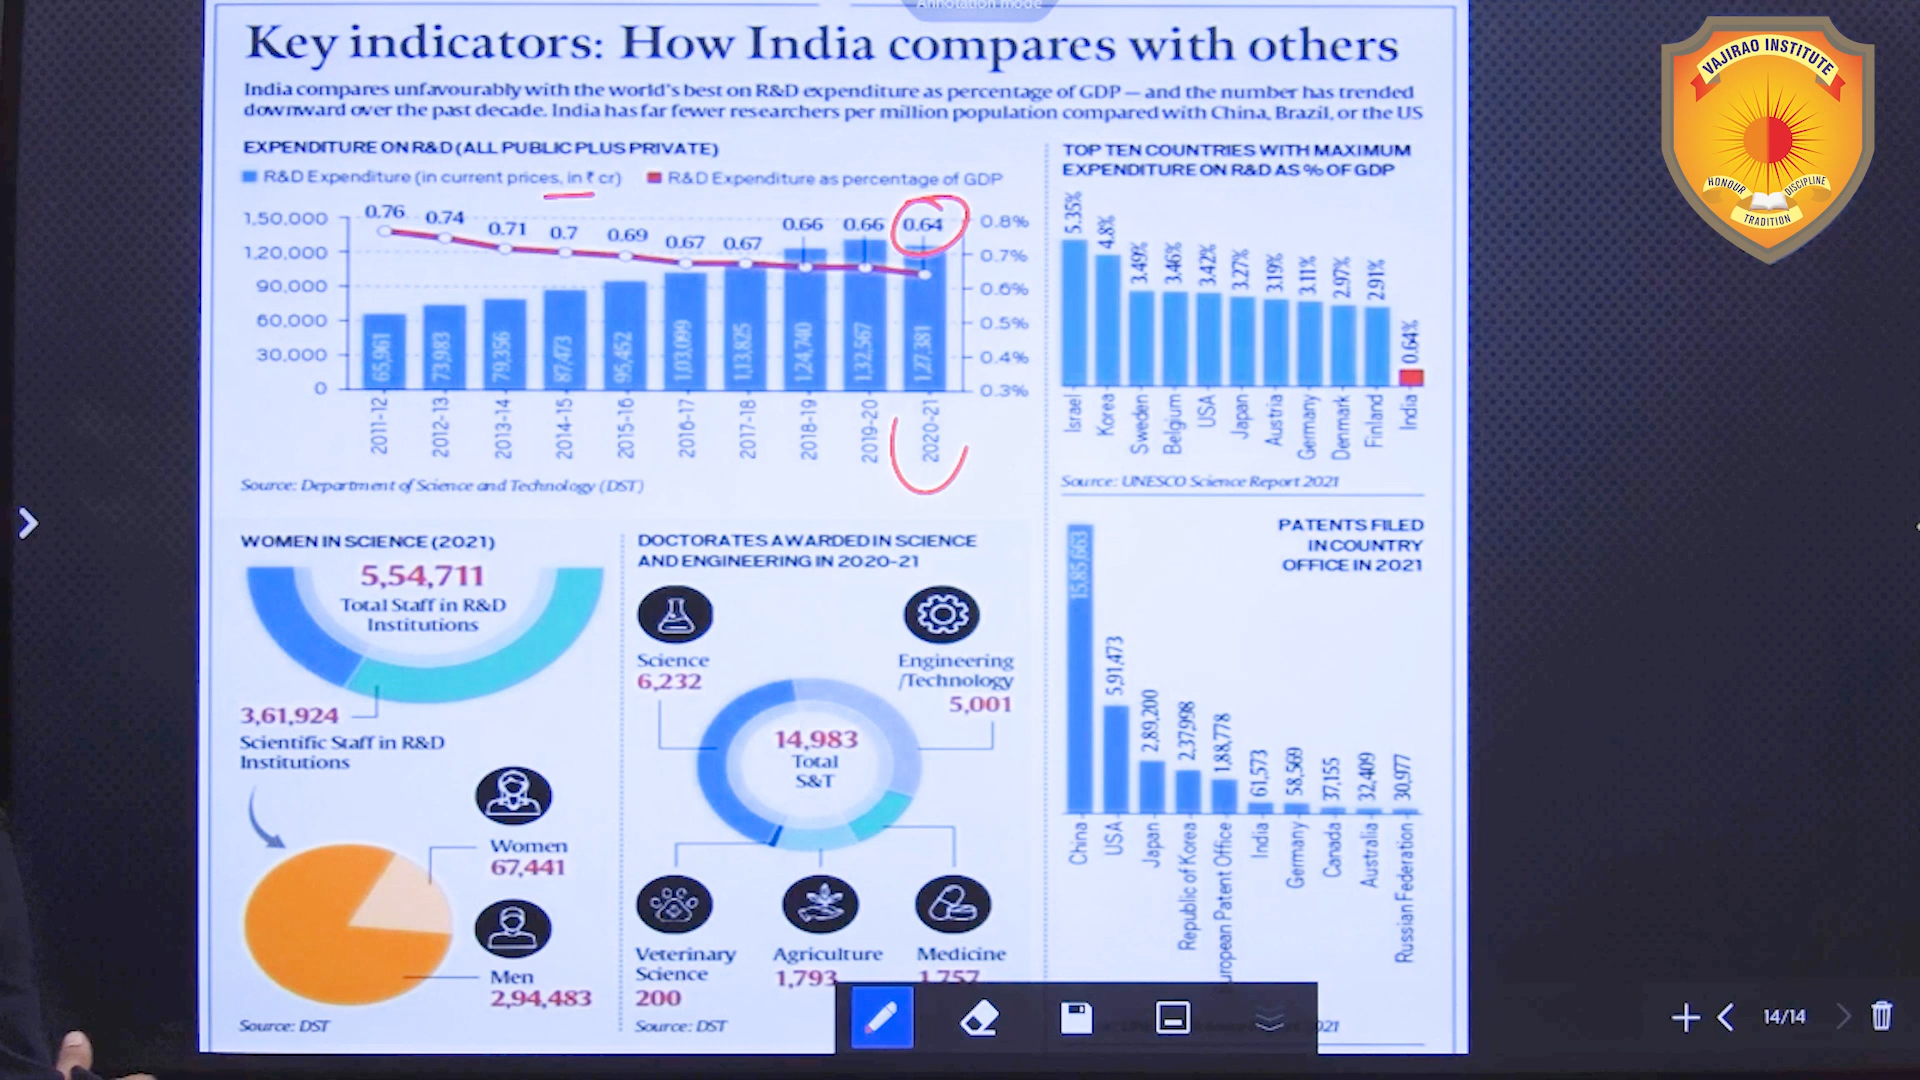 Annotation mode
Key indicators: How India compares with others
India compares unfavourably with the world's best on R&D expenditure as percentage of GDP — and the number has trended
downward over the past decade. India has far fewer researchers per million population compared with China, Brazil, or the US
EXPENDITURE ON R&D (ALL PUBLIC PLUS PRIVATE)
R&D Expenditure (in current prices, in ₹ cr)
R&D Expenditure as percentage of GDP
1,50,000
1,20,000
90,000
60,000
30,000
0
0.76
0.74
0.71
0.7
0.69
0.67
0.67
0.66
0.66
0.64
0.8%
0.7%
0.6%
0.5%
0.4%
0.3%
65,961
73,983
79,356
87,473
95,452
1,03,099
1,13,825
1,24,740
1,32,567
1,27,381
2011-12
2012-13
2013-14
2014-15
2015-16
2016-17
2017-18
2018-19
2019-20
2020-21
Source: Department of Science and Technology (DST)
TOP TEN COUNTRIES WITH MAXIMUM
EXPENDITURE ON R&D AS % OF GDP
5.35%
4.8%
3.49%
3.46%
3.42%
3.27%
3.19%
3.11%
2.97%
2.91%
0.64%
Israel
Korea
Sweden
Belgium
USA
Japan
Austria
Germany
Denmark
Finland
India
Source: UNESCO Science Report 2021
WOMEN IN SCIENCE (2021)
5,54,711
Total Staff in R&D
Institutions
3,61,924
Scientific Staff in R&D
Institutions
Women
67,441
Men
2,94,483
Source: DST
DOCTORATES AWARDED IN SCIENCE
AND ENGINEERING IN 2020-21
Science
6,232
Engineering
/Technology
5,001
14,983
Total
S&T
Veterinary
Science
200
Agriculture
1,793
Medicine
1,757
Source: DST
PATENTS FILED
IN COUNTRY
OFFICE IN 2021
15,85,663
5,91,473
2,89,200
2,37,998
1,88,778
61,573
58,569
37,155
32,409
30,977
China
USA
Japan
Republic of Korea
uropean Patent Office
India
Germany
Canada
Australia
Russian Federation
2021
14/14
VAJIRAO INSTITUTE
HONOUR
DISCIPLINE
TRADITION